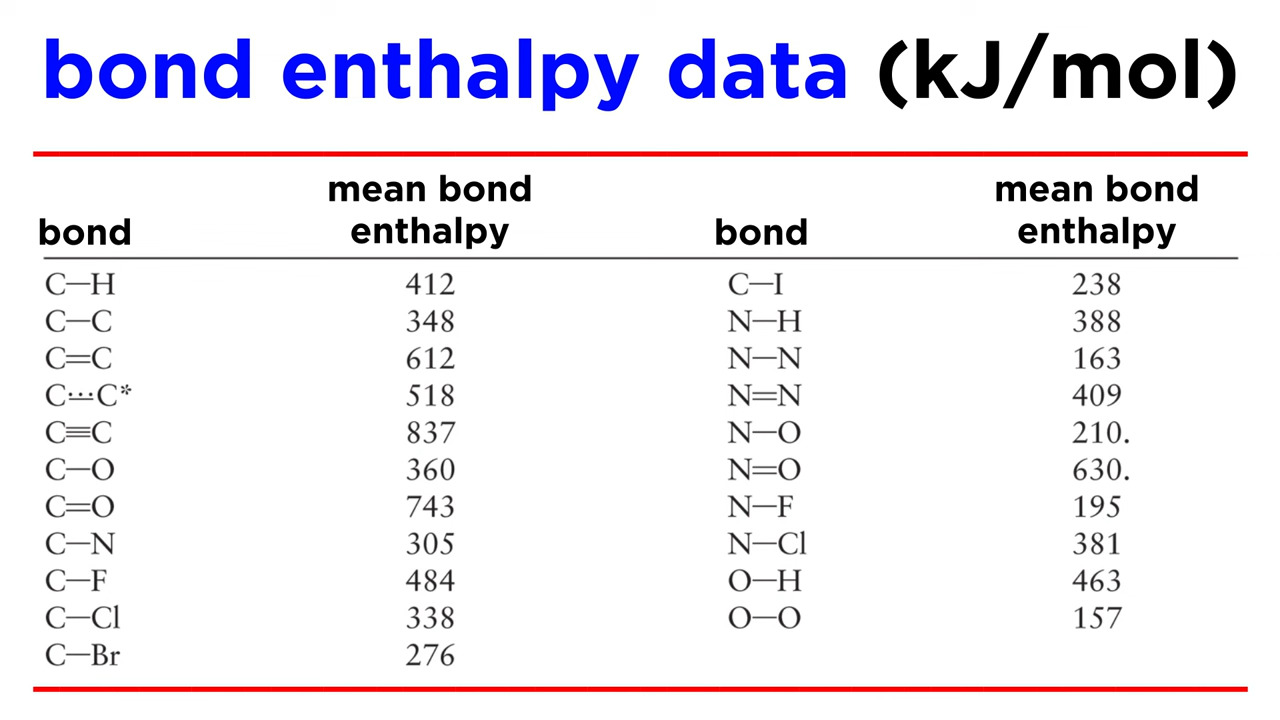 bond enthalpy data (kJ/mol)
bond mean bond enthalpy bond mean bond enthalpy
C—H 412 C—I 238
C—C 348 N—H 388
C=C 612 N—N 163
C⋯C* 518 N=N 409
C≡C 837 N—O 210.
C—O 360 N=O 630.
C=O 743 N—F 195
C—N 305 N—Cl 381
C—F 484 O—H 463
C—Cl 338 O—O 157
C—Br 276